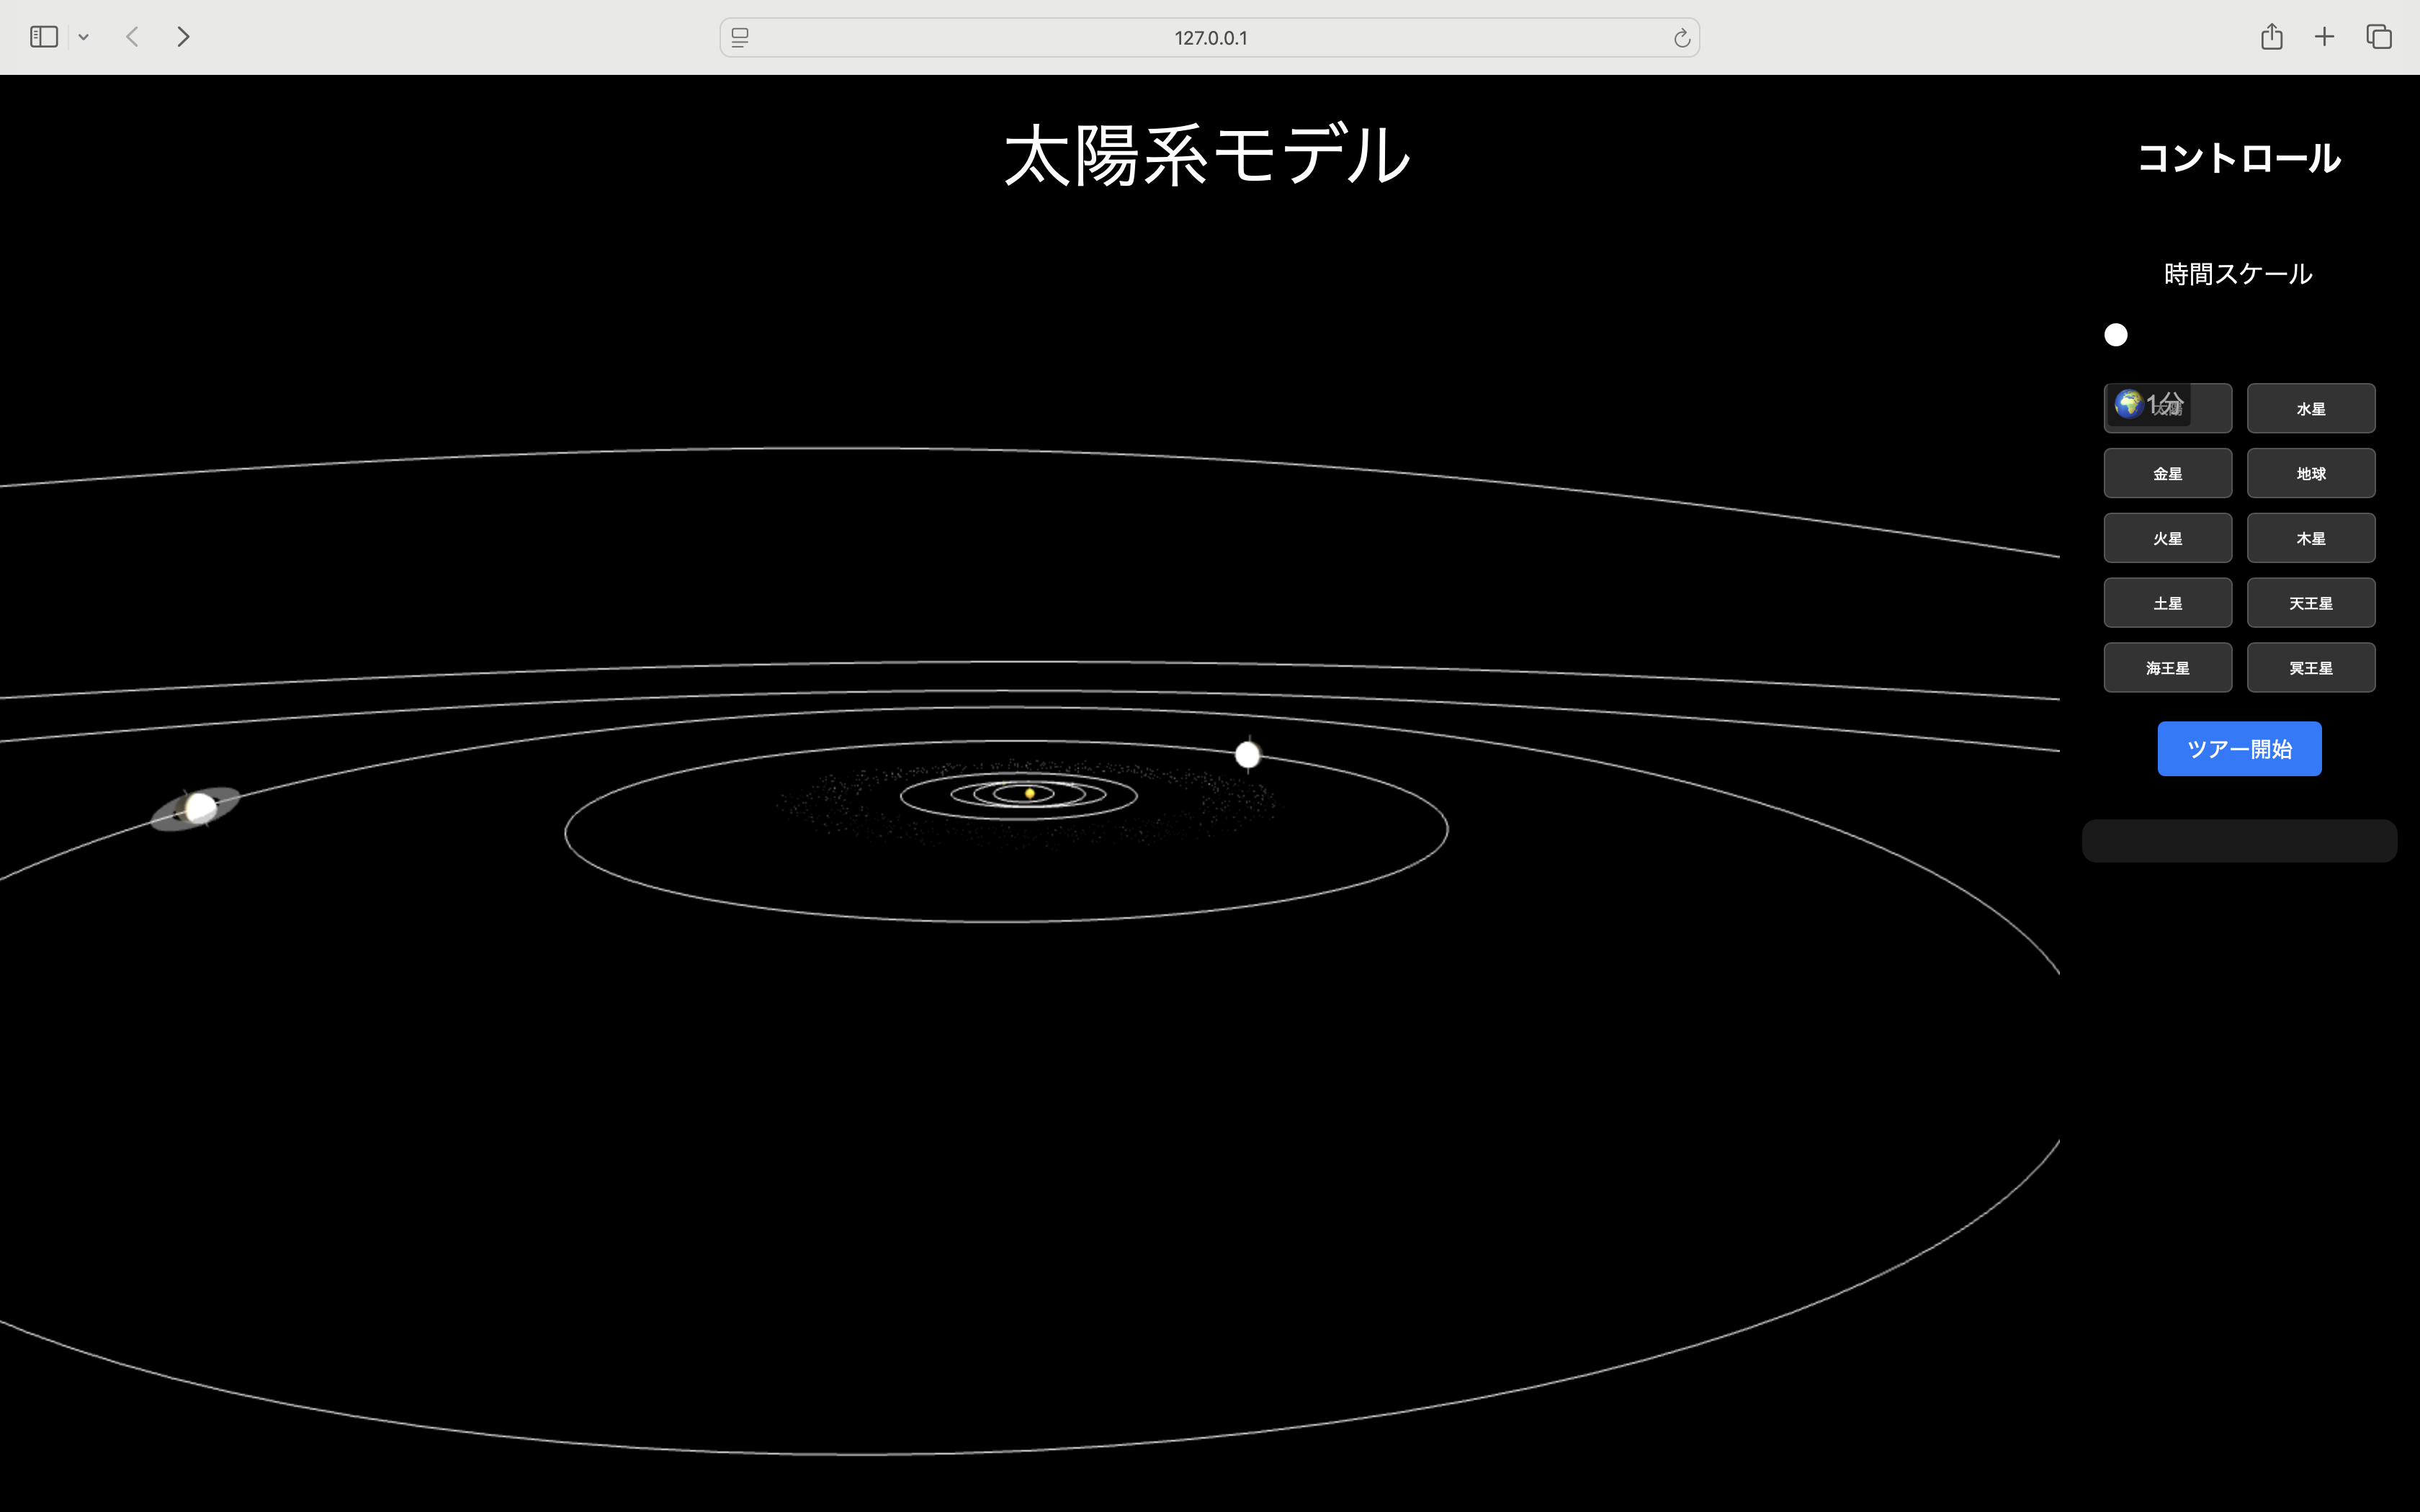 127.0.0.1
太陽系モデル
コントロール
時間スケール
🌍1分
太陽
水星
金星
地球
火星
木星
土星
天王星
海王星
冥王星
ツアー開始